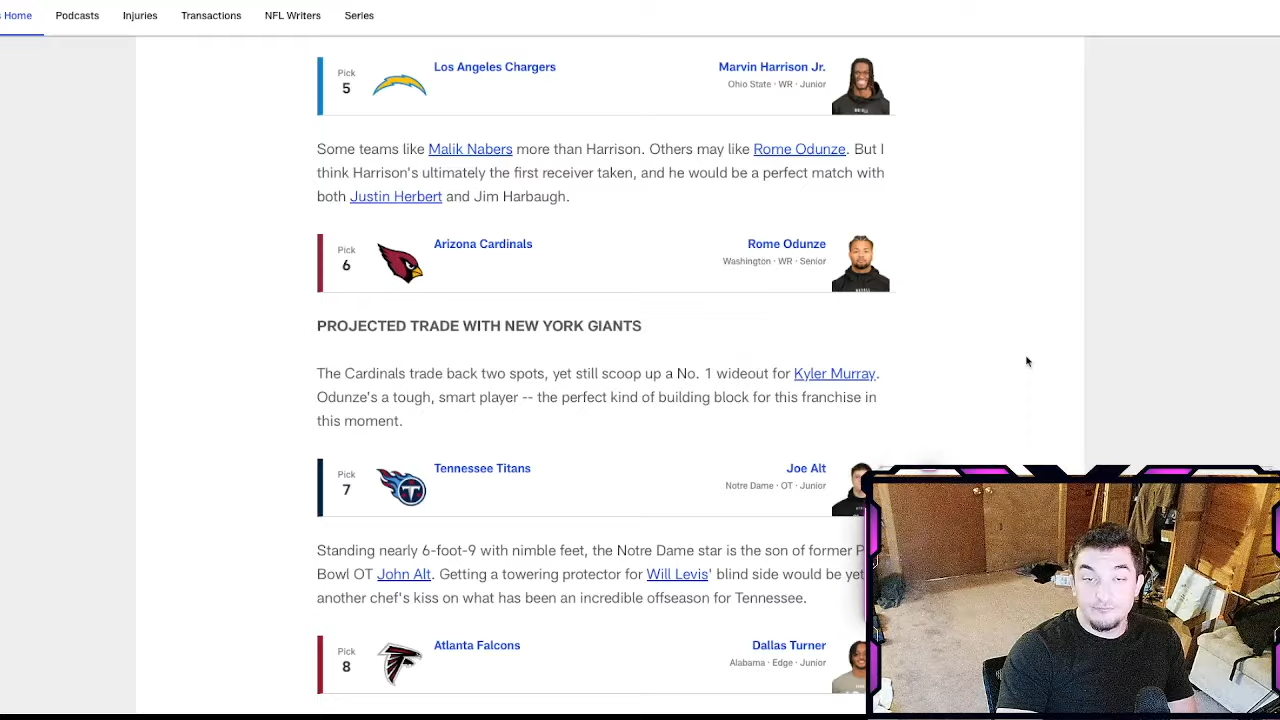 s Home Podcasts Injuries Transactions NFL Writers Series
Pick 5 Los Angeles Chargers Marvin Harrison Jr.
Ohio State · WR · Junior
Some teams like Malik Nabers more than Harrison. Others may like Rome Odunze. But I
think Harrison's ultimately the first receiver taken, and he would be a perfect match with
both Justin Herbert and Jim Harbaugh.
Pick 6 Arizona Cardinals Rome Odunze
Washington · WR · Senior
PROJECTED TRADE WITH NEW YORK GIANTS
The Cardinals trade back two spots, yet still scoop up a No. 1 wideout for Kyler Murray.
Odunze's a tough, smart player -- the perfect kind of building block for this franchise in
this moment.
Pick 7 Tennessee Titans Joe Alt
Notre Dame · OT · Junior
Standing nearly 6-foot-9 with nimble feet, the Notre Dame star is the son of former P
Bowl OT John Alt. Getting a towering protector for Will Levis' blind side would be yet
another chef's kiss on what has been an incredible offseason for Tennessee.
Pick 8 Atlanta Falcons Dallas Turner
Alabama · Edge · Junior